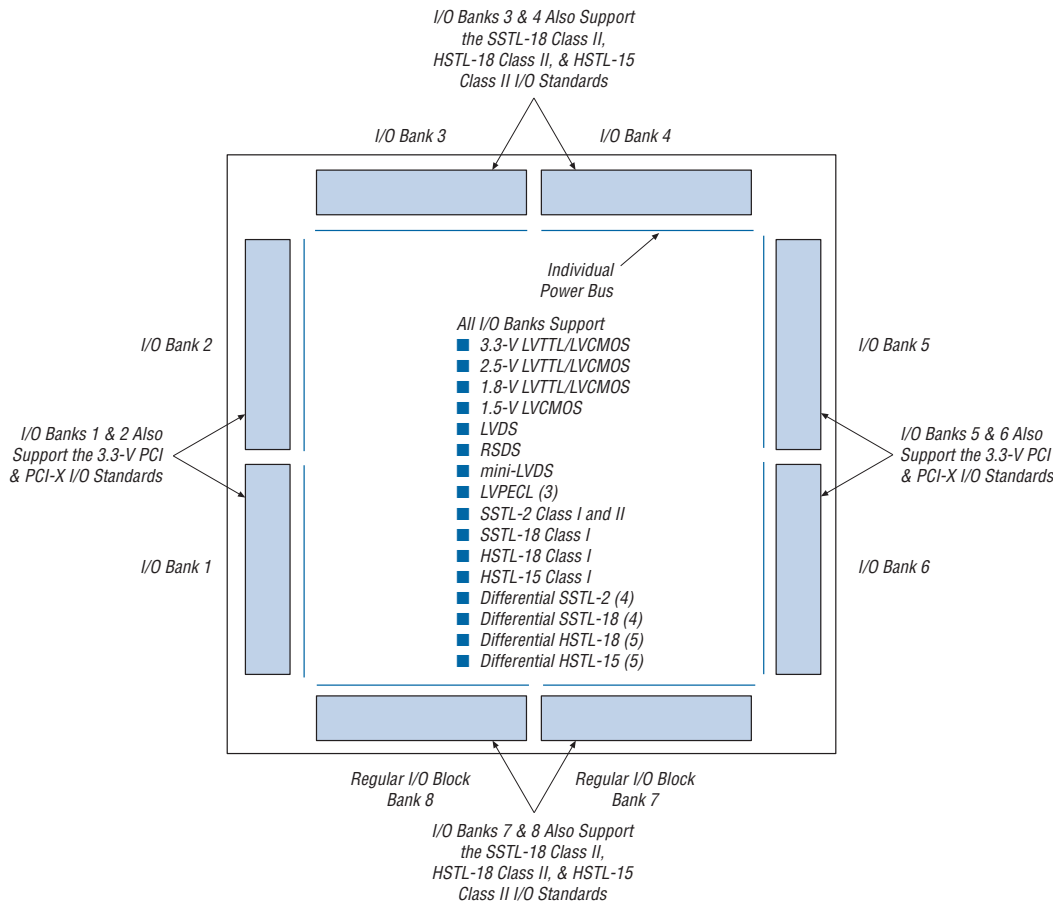 I/O Banks 3 & 4 Also Support
the SSTL-18 Class II,
HSTL-18 Class II, & HSTL-15
Class II I/O Standards
I/O Bank 3
I/O Bank 4
Individual
Power Bus
All I/O Banks Support
3.3-V LVTTL/LVCMOS
2.5-V LVTTL/LVCMOS
1.8-V LVTTL/LVCMOS
1.5-V LVCMOS
LVDS
RSDS
mini-LVDS
LVPECL (3)
SSTL-2 Class I and II
SSTL-18 Class I
HSTL-18 Class I
HSTL-15 Class I
Differential SSTL-2 (4)
Differential SSTL-18 (4)
Differential HSTL-18 (5)
Differential HSTL-15 (5)
I/O Bank 2
I/O Banks 1 & 2 Also
Support the 3.3-V PCI
& PCI-X I/O Standards
I/O Bank 1
I/O Bank 5
I/O Banks 5 & 6 Also
Support the 3.3-V PCI
& PCI-X I/O Standards
I/O Bank 6
Regular I/O Block
Bank 8
Regular I/O Block
Bank 7
I/O Banks 7 & 8 Also Support
the SSTL-18 Class II,
HSTL-18 Class II, & HSTL-15
Class II I/O Standards